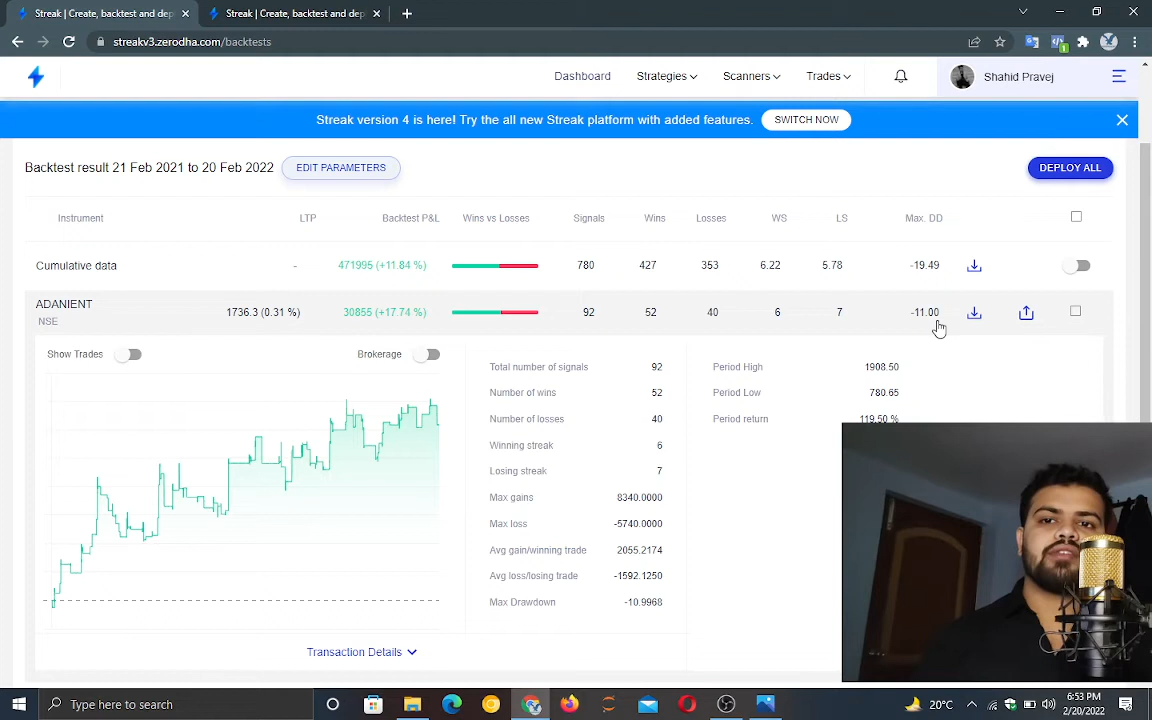 Streak | Create, backtest and dep
Streak | Create, backtest and dep
streakv3.zerodha.com/backtests
Dashboard Strategies Scanners Trades Shahid Pravej
Streak version 4 is here! Try the all new Streak platform with added features. SWITCH NOW
Backtest result 21 Feb 2021 to 20 Feb 2022 EDIT PARAMETERS DEPLOY ALL
Instrument LTP Backtest P&L Wins vs Losses Signals Wins Losses WS LS Max. DD
Cumulative data - 471995 (+11.84 %) 780 427 353 6.22 5.78 -19.49
ADANIENT 1736.3 (0.31 %) 30855 (+17.74 %) 92 52 40 6 7 -11.00
NSE
Show Trades Brokerage
Total number of signals 92
Number of wins 52
Number of losses 40
Winning streak 6
Losing streak 7
Max gains 8340.0000
Max loss -5740.0000
Avg gain/winning trade 2055.2174
Avg loss/losing trade -1592.1250
Max Drawdown -10.9968
Period High 1908.50
Period Low 780.65
Period return 119.50 %
Transaction Details
Type here to search
20°C
6:53 PM
2/20/2022